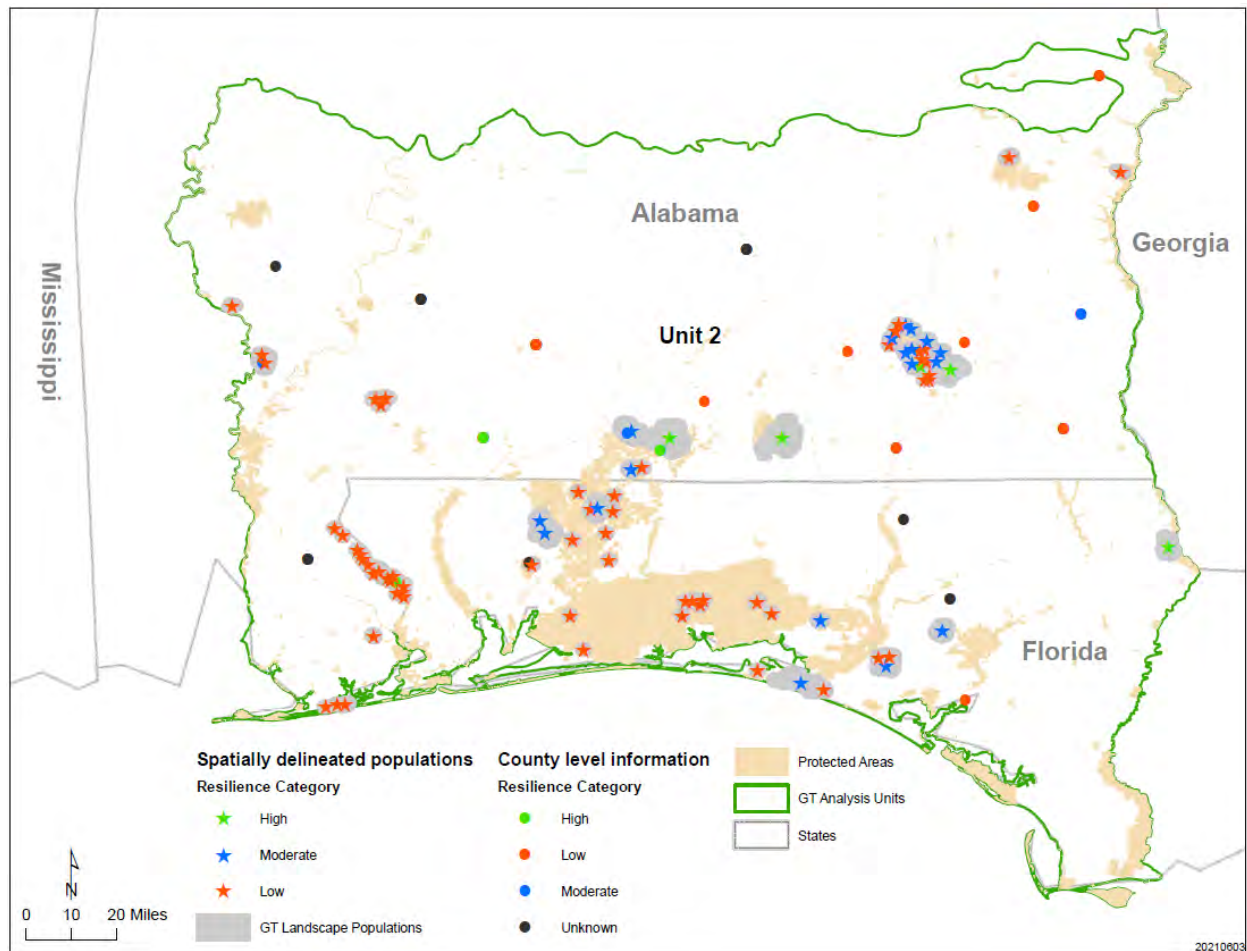 Alabama
Georgia
Mississippi
Unit 2
Florida
Spatially delineated populations
Resilience Category
High
Moderate
Low
GT Landscape Populations
County level information
Resilience Category
High
Low
Moderate
Unknown
Protected Areas
GT Analysis Units
States
N
0 10 20 Miles
20210603